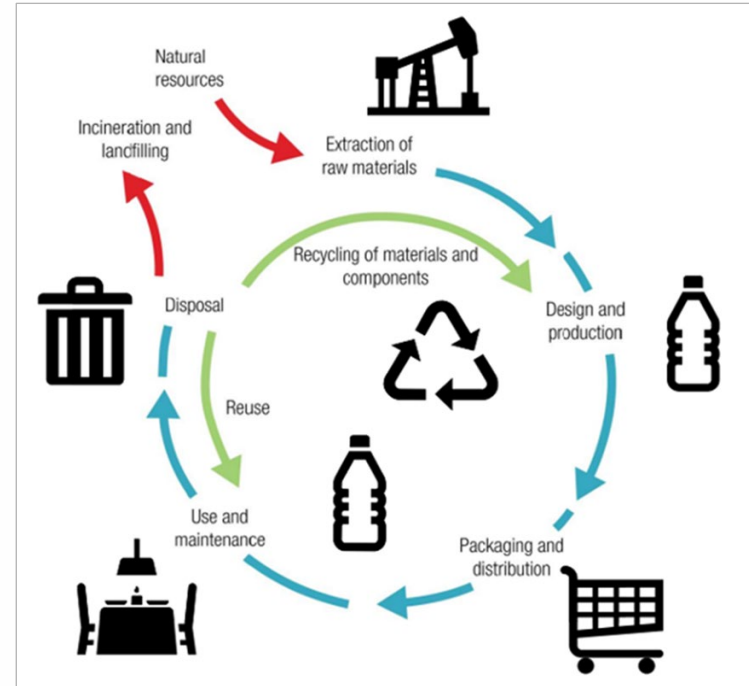 Natural
resources
Incineration and
landfilling
Extraction of
raw materials
Recycling of materials and
components
Disposal
Design and
production
Reuse
Use and
maintenance
Packaging and
distribution